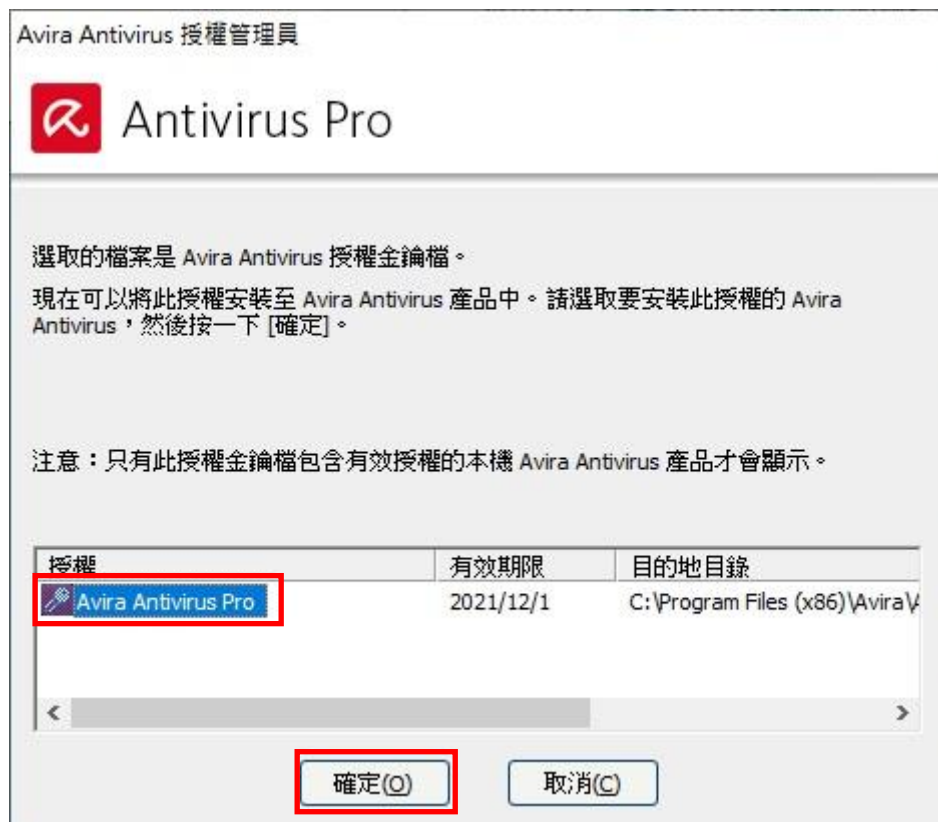 Avira Antivirus 授權管理員
Antivirus Pro
選取的檔案是 Avira Antivirus 授權金鑰檔。
現在可以將此授權安裝至 Avira Antivirus 產品中。請選取要安裝此授權的 Avira
Antivirus，然後按一下 [確定]。
注意：只有此授權金鑰檔包含有效授權的本機 Avira Antivirus 產品才會顯示。
授權 有效期限 目的地目錄
Avira Antivirus Pro 2021/12/1 C:\Program Files (x86)\Avira\A
確定(O) 取消(C)